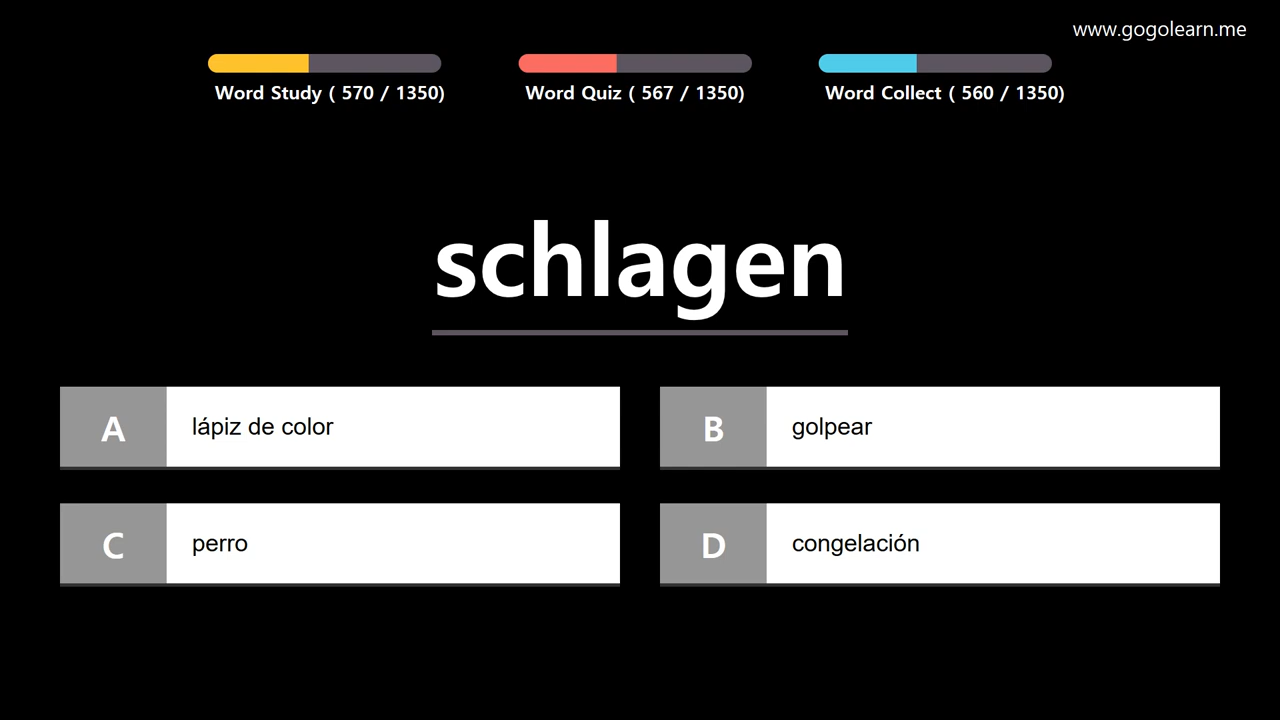 www.gogolearn.me
Word Study ( 570 / 1350)
Word Quiz ( 567 / 1350)
Word Collect ( 560 / 1350)
schlagen
A lápiz de color
B golpear
C perro
D congelación